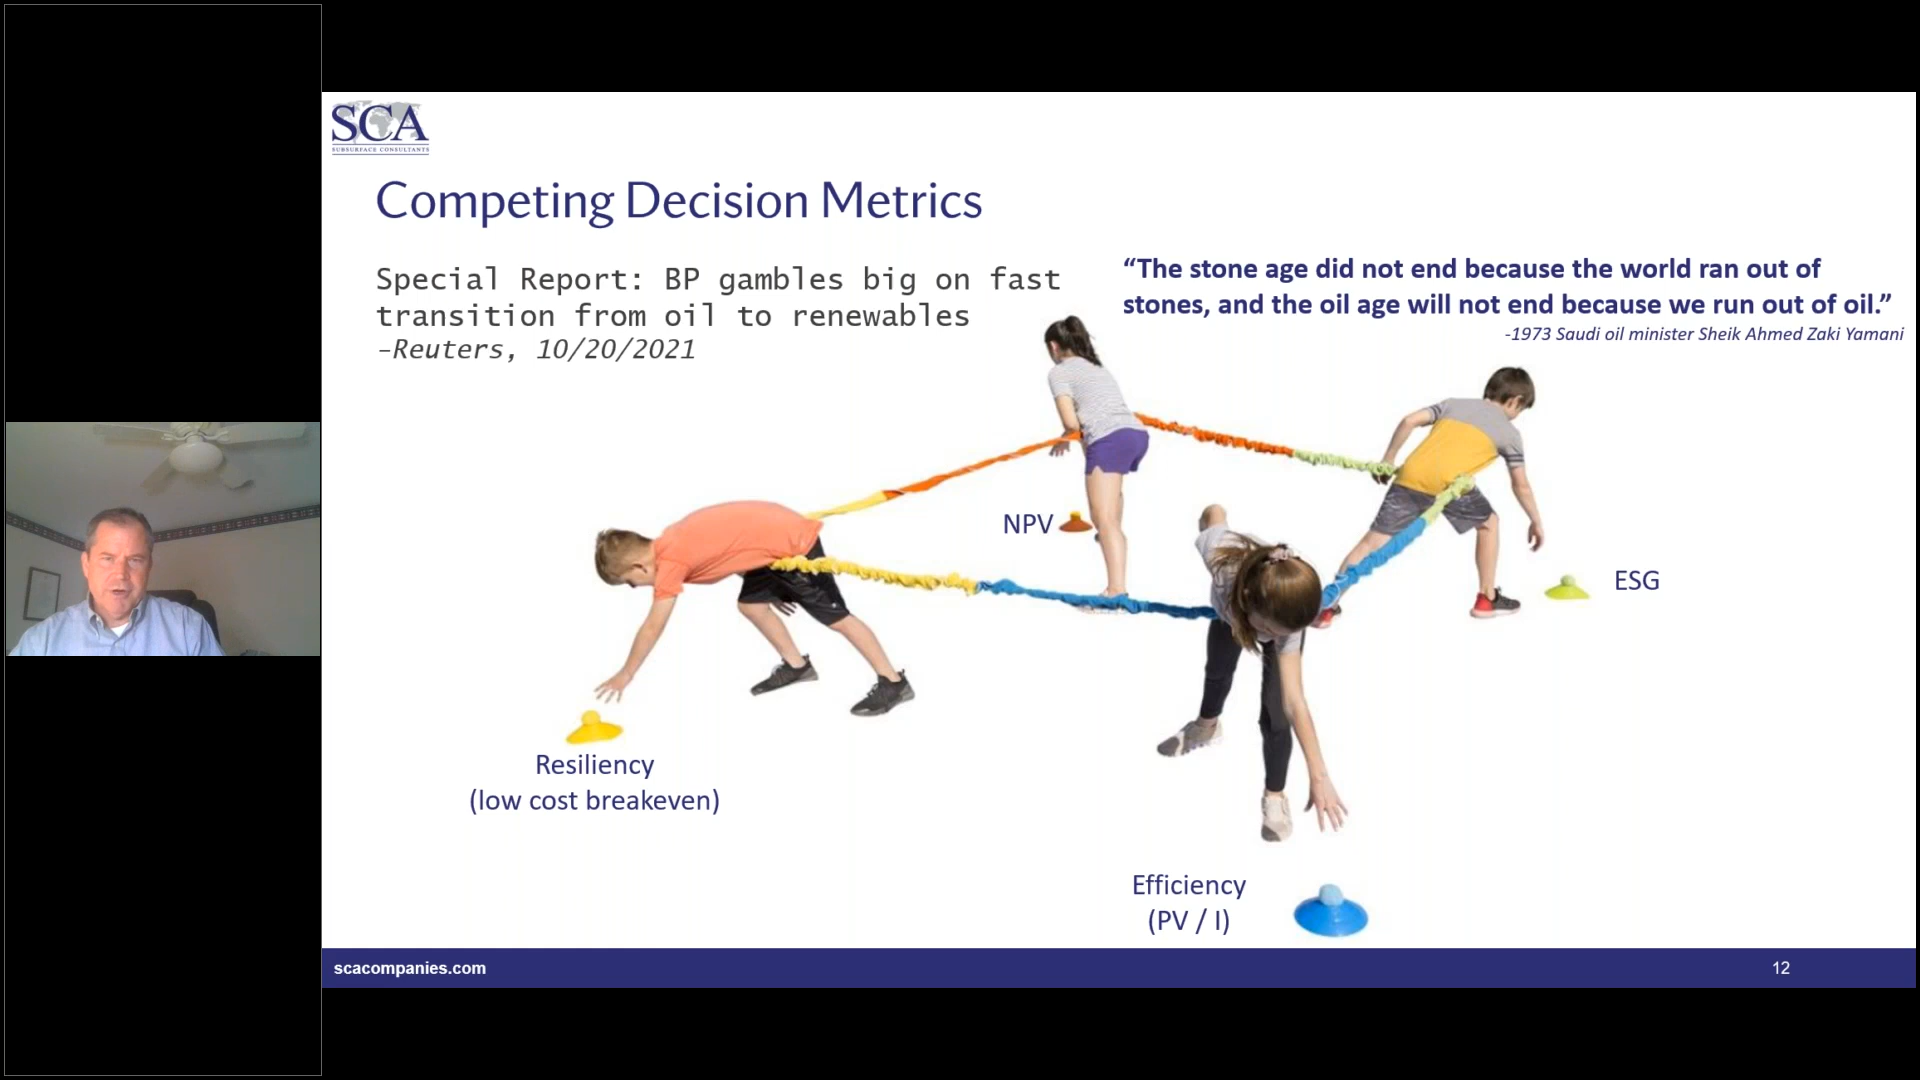 SCA
SUBSURFACE CONSULTANTS
Competing Decision Metrics
Special Report: BP gambles big on fast
transition from oil to renewables
–Reuters, 10/20/2021
“The stone age did not end because the world ran out of
stones, and the oil age will not end because we run out of oil.”
-1973 Saudi oil minister Sheik Ahmed Zaki Yamani
NPV
ESG
Resiliency
(low cost breakeven)
Efficiency
(PV / I)
scacompanies.com
12